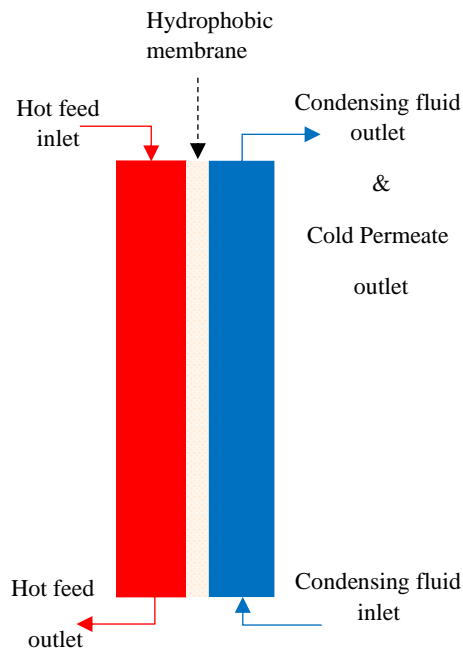 Hydrophobic
membrane
Hot feed
inlet
Condensing fluid
outlet
&
Cold Permeate
outlet
Hot feed
outlet
Condensing fluid
inlet